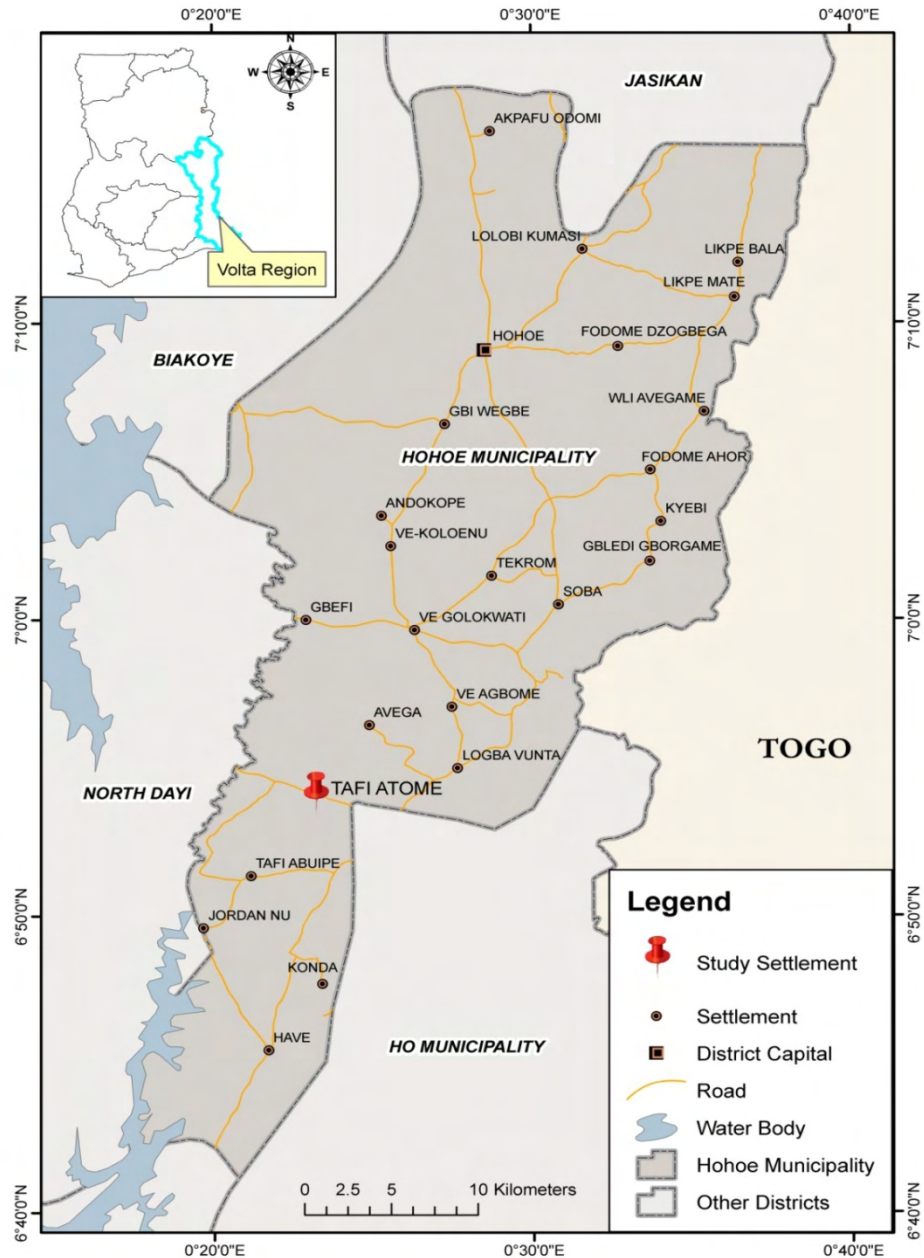 0°20'0"E
0°30'0"E
0°40'0"E
N
W
E
S
Volta Region
JASIKAN
AKPAFU ODOMI
LOLOBI KUMASI
LIKPE BALA
LIKPE MATE
7°10'0"N
7°10'0"N
HOHOE
FODOME DZOGBEGA
BIAKOYE
WLI AVEGAME
GBI WEGBE
HOHOE MUNICIPALITY
FODOME AHOR
ANDOKOPE
KYEBI
VE-KOLOENU
GBLEDI GBORGAME
TEKROM
SOBA
GBEFI
VE GOLOKWATI
7°0'0"N
7°0'0"N
VE AGBOME
AVEGA
LOGBA VUNTA
TOGO
NORTH DAYI
TAFI ATOME
TAFI ABUIPE
JORDAN NU
6°50'0"N
6°50'0"N
KONDA
HAVE
HO MUNICIPALITY
Legend
Study Settlement
Settlement
District Capital
Road
Water Body
Hohoe Municipality
Other Districts
0 2.5 5 10 Kilometers
6°40'0"N
6°40'0"N
0°20'0"E
0°30'0"E
0°40'0"E